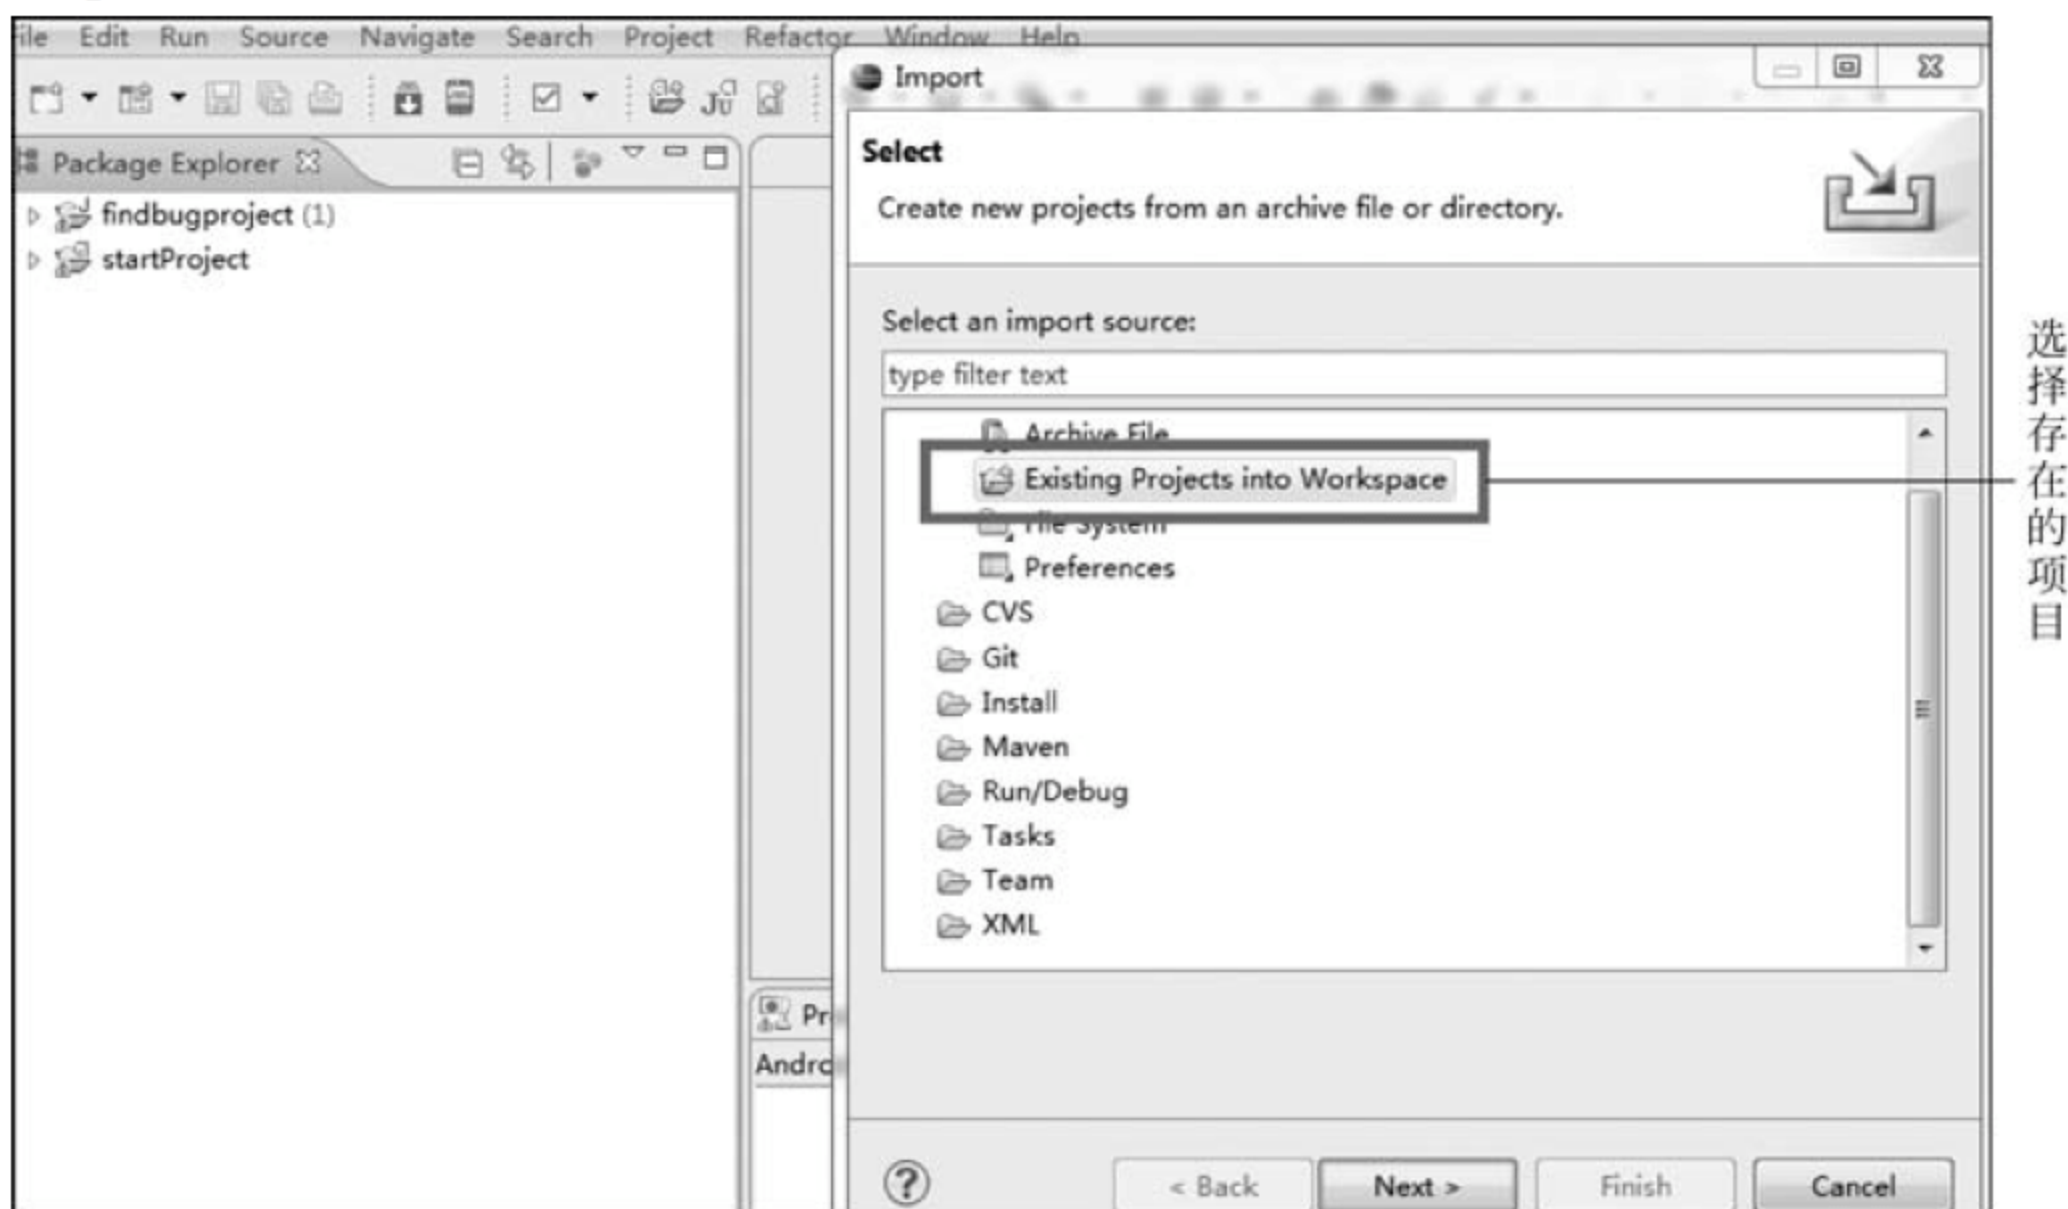 ile Edit Run Source Navigate Search Project Refactor Window Help
Package Explorer
findbugproject (1)
startProject
Pr
Andro
Import
Select
Create new projects from an archive file or directory.
Select an import source:
type filter text
Archive File
Existing Projects into Workspace
File System
Preferences
CVS
Git
Install
Maven
Run/Debug
Tasks
Team
XML
< Back Next > Finish Cancel
选择存在的项目